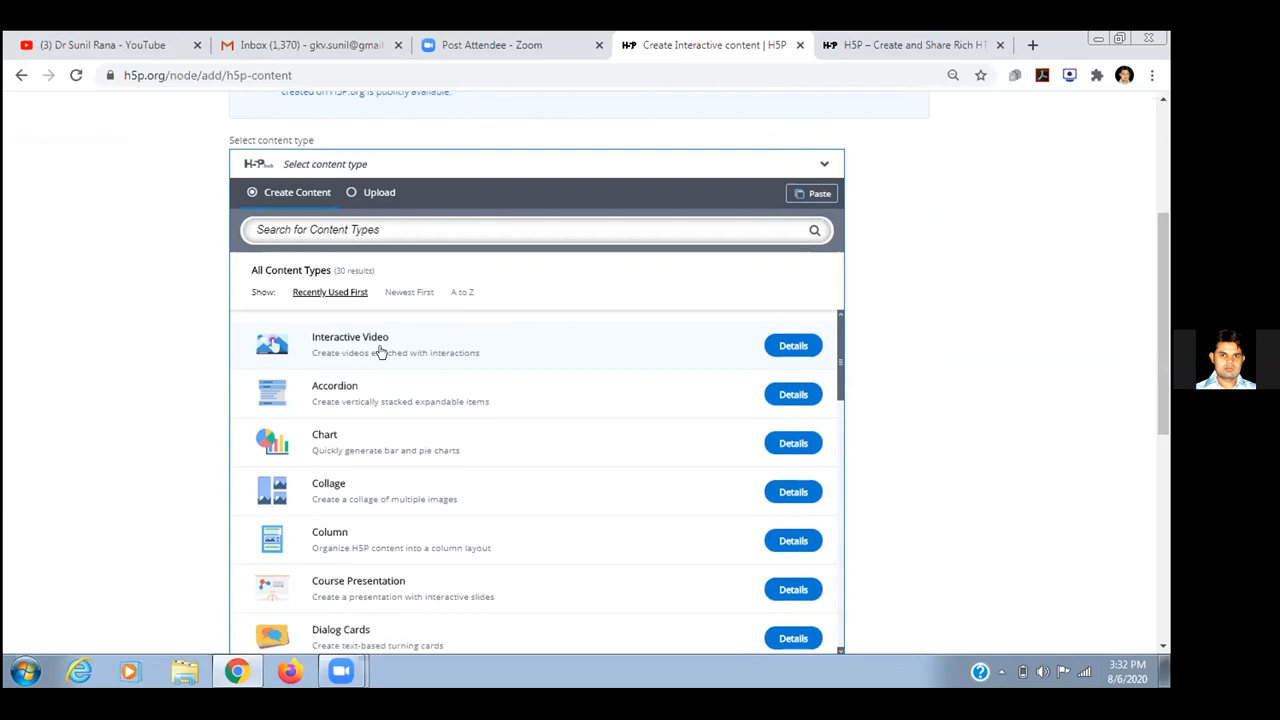 (3) Dr Sunil Rana - YouTube
Inbox (1,370) - gkv.sunil@gmail
Post Attendee - Zoom
Create Interactive content | H5P
H5P – Create and Share Rich HT
h5p.org/node/add/h5p-content
created on H5P.org is publicly available.
Select content type
H5P hub Select content type
Create Content Upload Paste
Search for Content Types
All Content Types (30 results)
Show: Recently Used First Newest First A to Z
Interactive Video
Create videos enriched with interactions
Details
Accordion
Create vertically stacked expandable items
Details
Chart
Quickly generate bar and pie charts
Details
Collage
Create a collage of multiple images
Details
Column
Organize H5P content into a column layout
Details
Course Presentation
Create a presentation with interactive slides
Details
Dialog Cards
Create text-based turning cards
Details
3:32 PM
8/6/2020